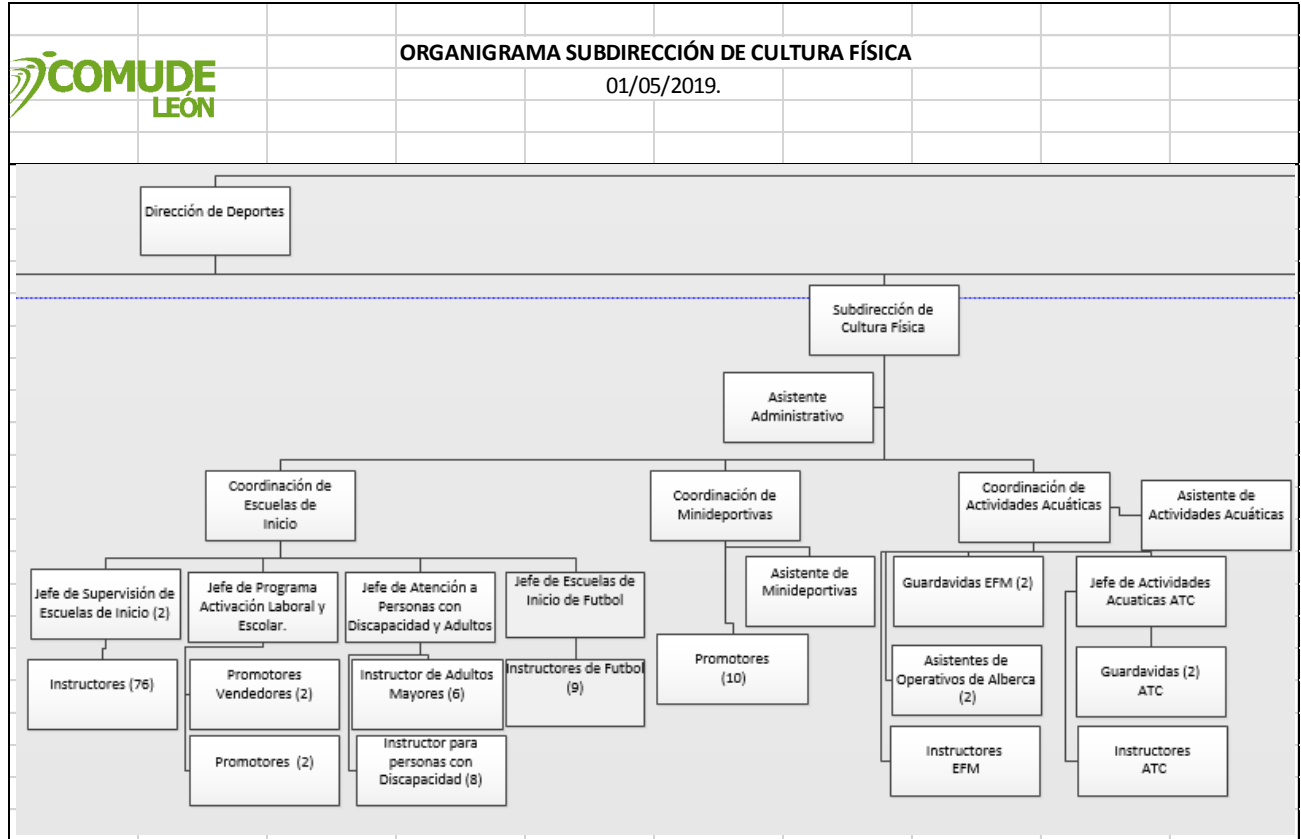 COMUDE
LEÓN
ORGANIGRAMA SUBDIRECCIÓN DE CULTURA FÍSICA
01/05/2019.
Dirección de Deportes
Subdirección de
Cultura Física
Asistente
Administrativo
Coordinación de
Escuelas de
Inicio
Coordinación de
Minideportivas
Coordinación de
Actividades Acuáticas
Asistente de
Actividades Acuáticas
Jefe de Supervisión de
Escuelas de Inicio (2)
Jefe de Programa
Activación Laboral y
Escolar.
Jefe de Atención a
Personas con
Discapacidad y Adultos
Jefe de Escuelas de
Inicio de Futbol
Asistente de
Minideportivas
Guardavidas EFM (2)
Jefe de Actividades
Acuaticas ATC
Instructores (76)
Promotores
Vendedores (2)
Instructor de Adultos
Mayores (6)
Instructores de Futbol
(9)
Promotores
(10)
Asistentes de
Operativos de Alberca
(2)
Guardavidas (2)
ATC
Promotores (2)
Instructor para
personas con
Discapacidad (8)
Instructores
EFM
Instructores
ATC